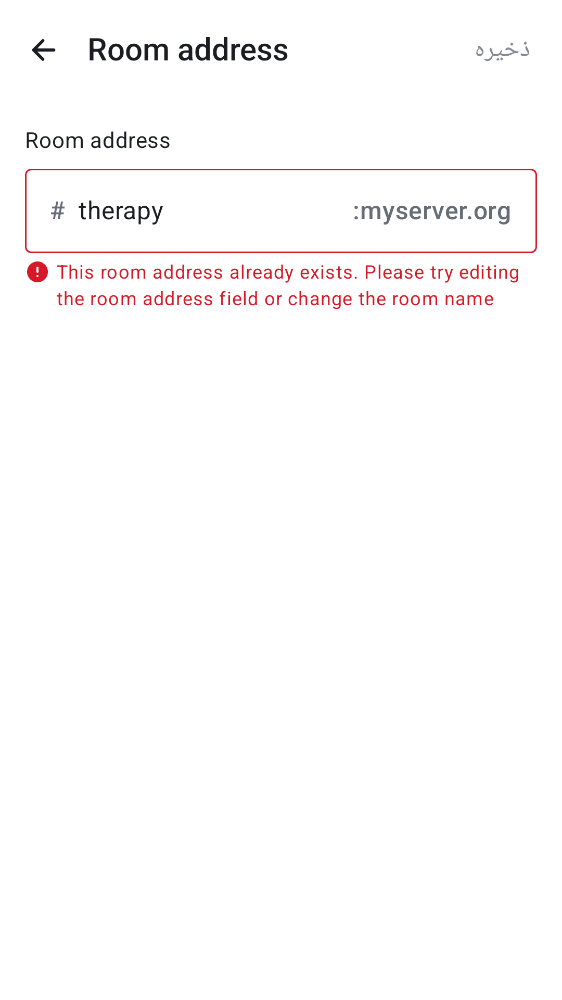 Room address
ذخیره
Room address
# therapy :myserver.org
This room address already exists. Please try editing
the room address field or change the room name